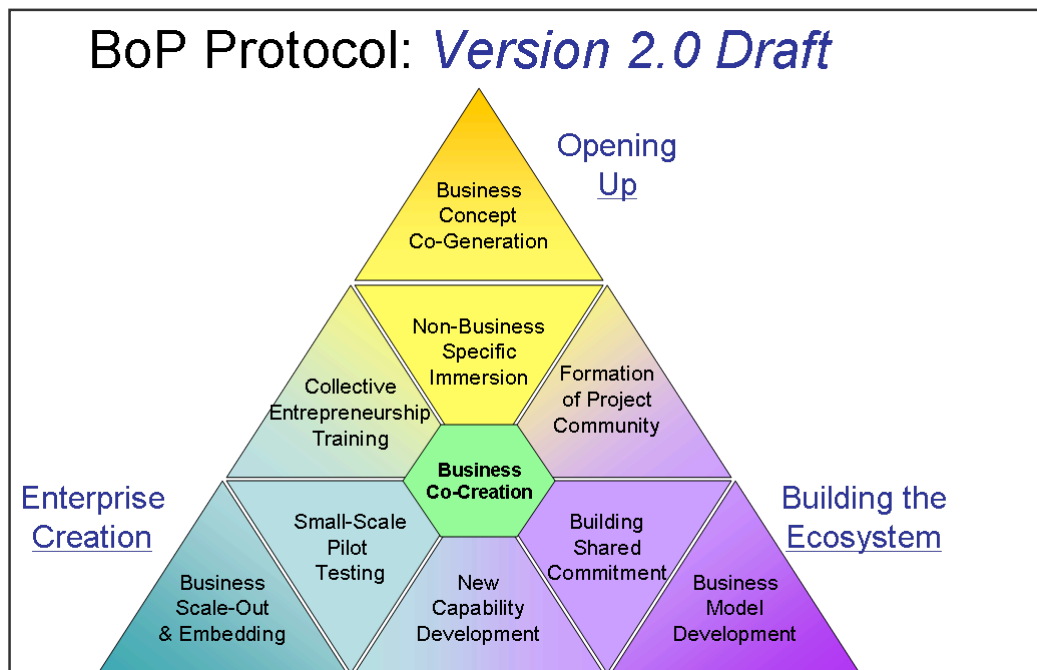 BoP Protocol: Version 2.0 Draft
Opening
Up
Business
Concept
Co-Generation
Non-Business
Specific
Immersion
Collective
Entrepreneurship
Training
Formation
of Project
Community
Business
Co-Creation
Enterprise
Creation
Building the
Ecosystem
Small-Scale
Pilot
Testing
Building
Shared
Commitment
Business
Scale-Out
& Embedding
New
Capability
Development
Business
Model
Development